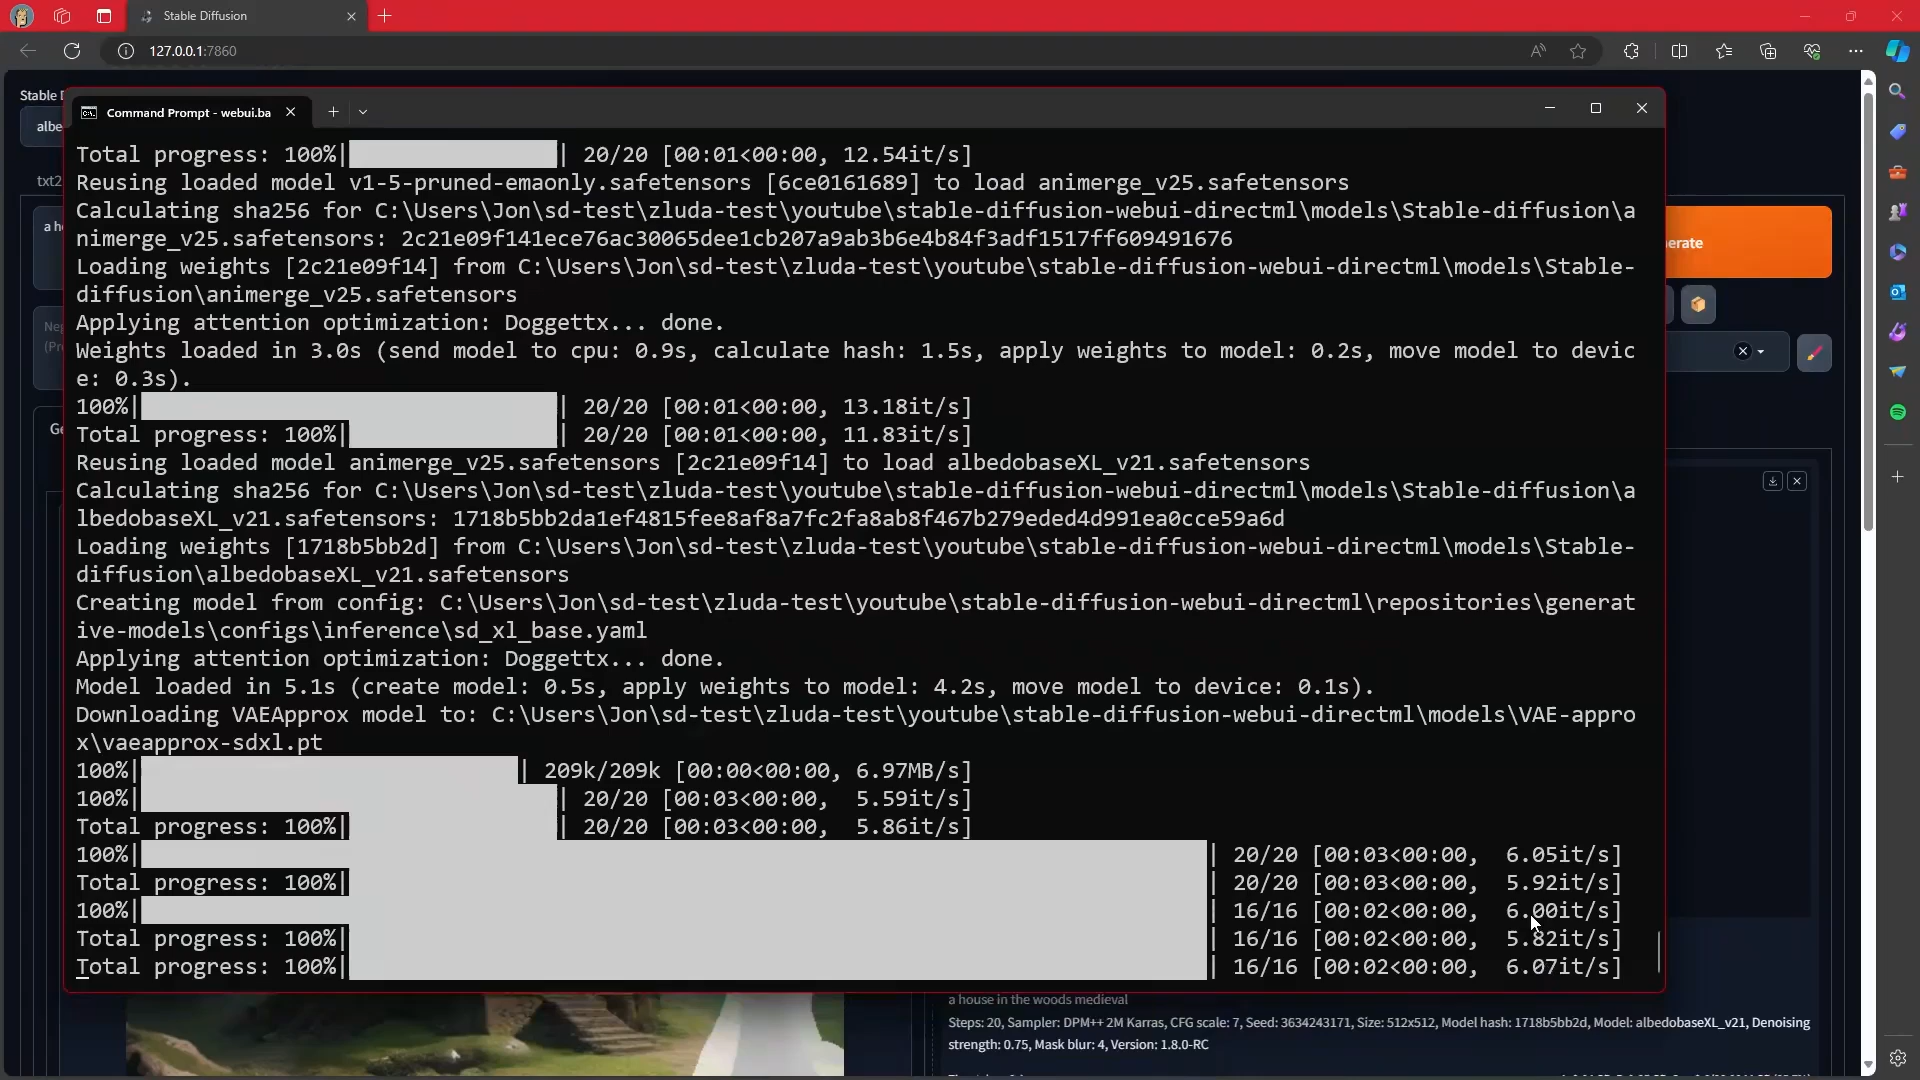 Stable Diffusion
127.0.0.1:7860
Stable
Command Prompt - webui.ba
albe
txt2
a h
Total progress: 100%| | 20/20 [00:01<00:00, 12.54it/s]
Reusing loaded model v1-5-pruned-emaonly.safetensors [6ce0161689] to load animerge_v25.safetensors
Calculating sha256 for C:\Users\Jon\sd-test\zluda-test\youtube\stable-diffusion-webui-directml\models\Stable-diffusion\a
nimerge_v25.safetensors: 2c21e09f141ece76ac30065dee1cb207a9ab3b6e4b84f3adf1517ff609491676
Loading weights [2c21e09f14] from C:\Users\Jon\sd-test\zluda-test\youtube\stable-diffusion-webui-directml\models\Stable-
diffusion\animerge_v25.safetensors
Applying attention optimization: Doggettx... done.
Weights loaded in 3.0s (send model to cpu: 0.9s, calculate hash: 1.5s, apply weights to model: 0.2s, move model to devic
e: 0.3s).
100%| | 20/20 [00:01<00:00, 13.18it/s]
Total progress: 100%| | 20/20 [00:01<00:00, 11.83it/s]
Reusing loaded model animerge_v25.safetensors [2c21e09f14] to load albedobaseXL_v21.safetensors
Calculating sha256 for C:\Users\Jon\sd-test\zluda-test\youtube\stable-diffusion-webui-directml\models\Stable-diffusion\a
lbedobaseXL_v21.safetensors: 1718b5bb2da1ef4815fee8af8a7fc2fa8ab8f467b279eded4d991ea0cce59a6d
Loading weights [1718b5bb2d] from C:\Users\Jon\sd-test\zluda-test\youtube\stable-diffusion-webui-directml\models\Stable-
diffusion\albedobaseXL_v21.safetensors
Creating model from config: C:\Users\Jon\sd-test\zluda-test\youtube\stable-diffusion-webui-directml\repositories\generat
ive-models\configs\inference\sd_xl_base.yaml
Applying attention optimization: Doggettx... done.
Model loaded in 5.1s (create model: 0.5s, apply weights to model: 4.2s, move model to device: 0.1s).
Downloading VAEApprox model to: C:\Users\Jon\sd-test\zluda-test\youtube\stable-diffusion-webui-directml\models\VAE-appro
x\vaeapprox-sdxl.pt
100%| | 209k/209k [00:00<00:00, 6.97MB/s]
100%| | 20/20 [00:03<00:00, 5.59it/s]
Total progress: 100%| | 20/20 [00:03<00:00, 5.86it/s]
100%| | 20/20 [00:03<00:00, 6.05it/s]
Total progress: 100%| | 20/20 [00:03<00:00, 5.92it/s]
100%| | 16/16 [00:02<00:00, 6.00it/s]
Total progress: 100%| | 16/16 [00:02<00:00, 5.82it/s]
Total progress: 100%| | 16/16 [00:02<00:00, 6.07it/s]
erate
Neg
(Pr
Ge
a house in the woods medieval
Steps: 20, Sampler: DPM++ 2M Karras, CFG scale: 7, Seed: 3634243171, Size: 512x512, Model hash: 1718b5bb2d, Model: albedobaseXL_v21, Denoising
strength: 0.75, Mask blur: 4, Version: 1.8.0-RC